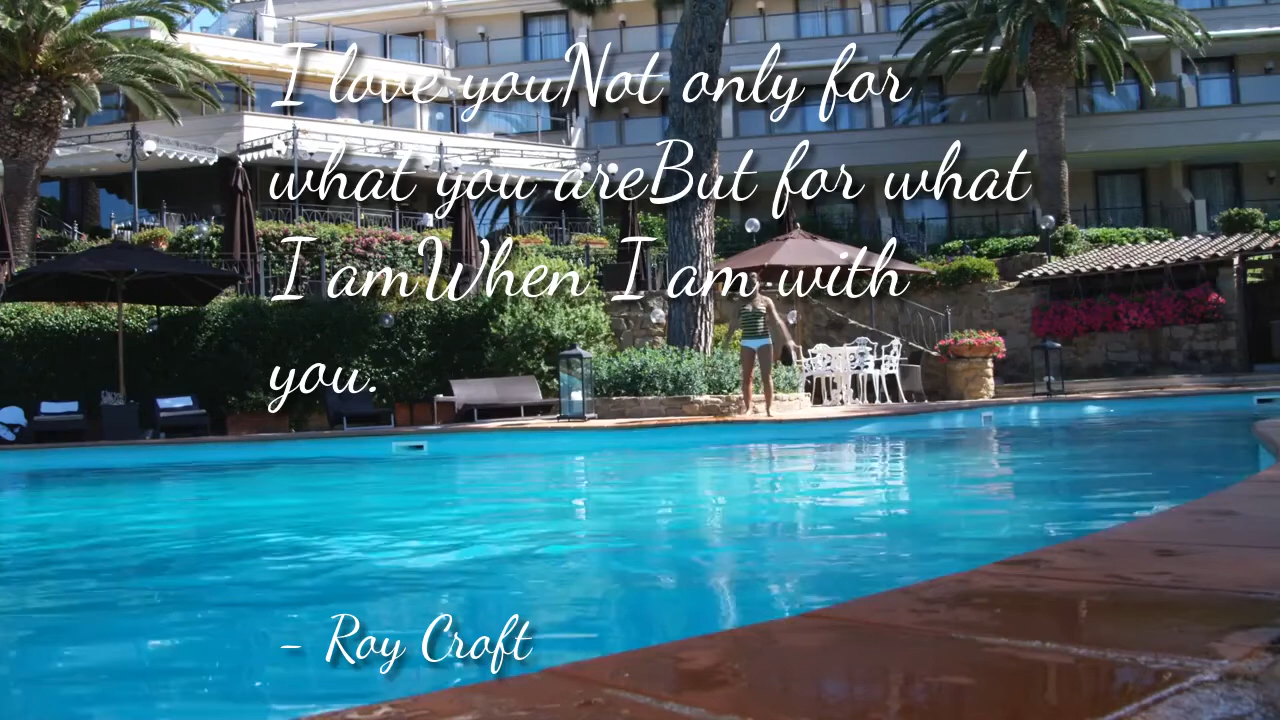 I love youNot only for
what you areBut for what
I amWhen I am with
you.
- Roy Croft